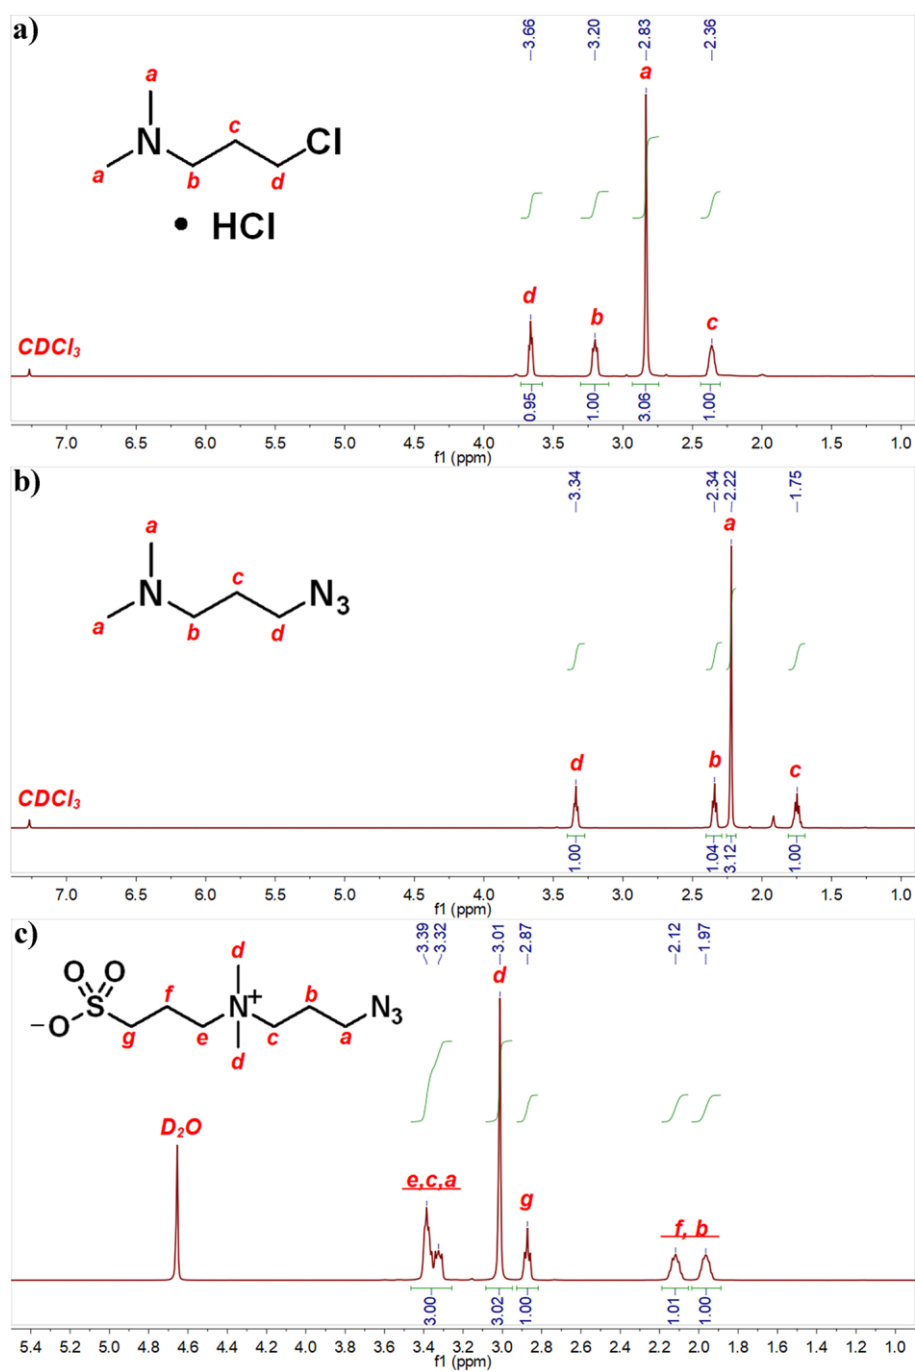 a)
3.66
3.20
2.83
2.36
a
a
N
c
Cl
a
b
d
• HCl
d
b
c
CDCl3
0.95
1.00
3.06
1.00
7.0 6.5 6.0 5.5 5.0 4.5 4.0 3.5 3.0 2.5 2.0 1.5 1.0
f1 (ppm)
b)
3.34
2.34
2.22
1.75
a
a
c
N
N3
a
b
d
d
b
c
CDCl3
1.00
1.04
3.12
1.00
7.0 6.5 6.0 5.5 5.0 4.5 4.0 3.5 3.0 2.5 2.0 1.5 1.0
f1 (ppm)
c)
3.39
3.32
3.01
2.87
2.12
1.97
d
d
O O
f
b
S
N+
N3
−O
g
e
c
a
d
D2O
e,c,a
g
f, b
3.00
3.02
1.00
1.01
1.00
5.4 5.2 5.0 4.8 4.6 4.4 4.2 4.0 3.8 3.6 3.4 3.2 3.0 2.8 2.6 2.4 2.2 2.0 1.8 1.6 1.4 1.2 1.0
f1 (ppm)